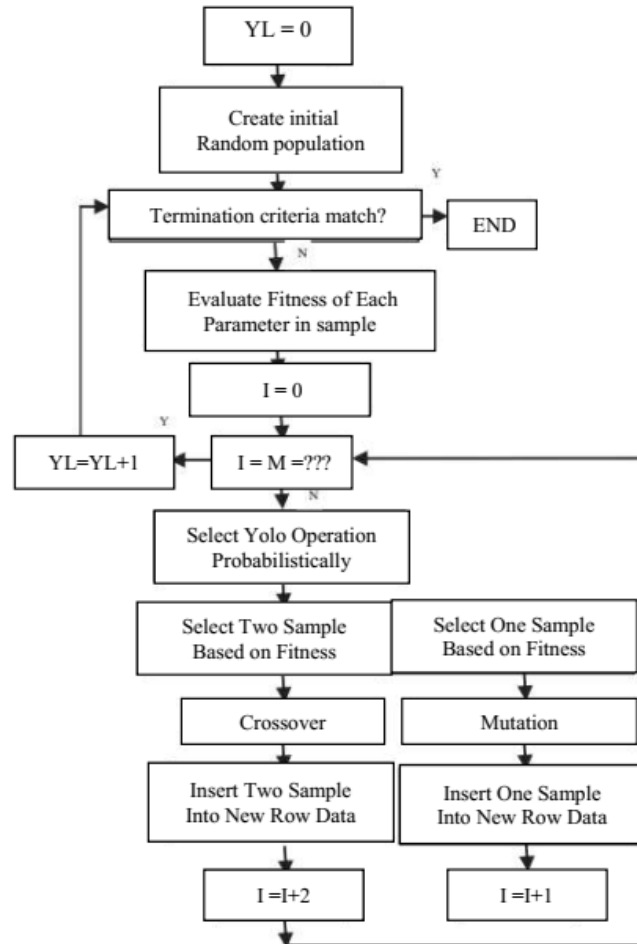 YL = 0
Create initial
Random population
Y
Termination criteria match?
END
N
Evaluate Fitness of Each
Parameter in sample
I = 0
Y
YL=YL+1
I = M =???
N
Select Yolo Operation
Probabilistically
Select Two Sample
Based on Fitness
Select One Sample
Based on Fitness
Crossover
Mutation
Insert Two Sample
Into New Row Data
Insert One Sample
Into New Row Data
I =I+2
I =I+1